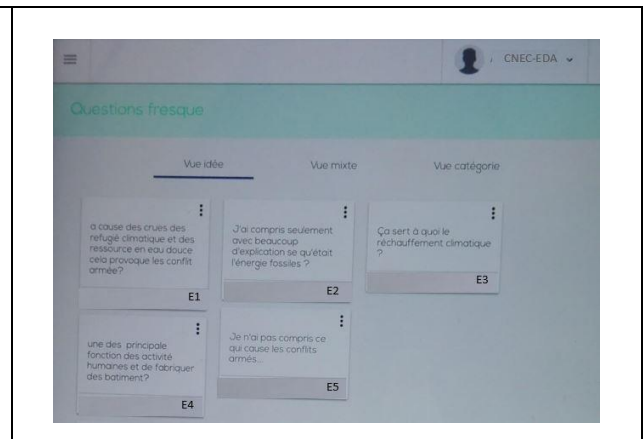 CNEC-EDA
Questions fresque
Vue idée
Vue mixte
Vue catégorie
a cause des crues des
refugié climatique et des
ressource en eau douce
cela provoque les conflit
armée?
E1
J'ai compris seulement
avec beaucoup
d'explication se qu'était
l'énergie fossiles ?
E2
Ça sert à quoi le
réchauffement climatique
?
E3
une des principale
fonction des activité
humaines et de fabriquer
des batiment?
E4
Je n'ai pas compris ce
qui cause les conflits
armés...
E5